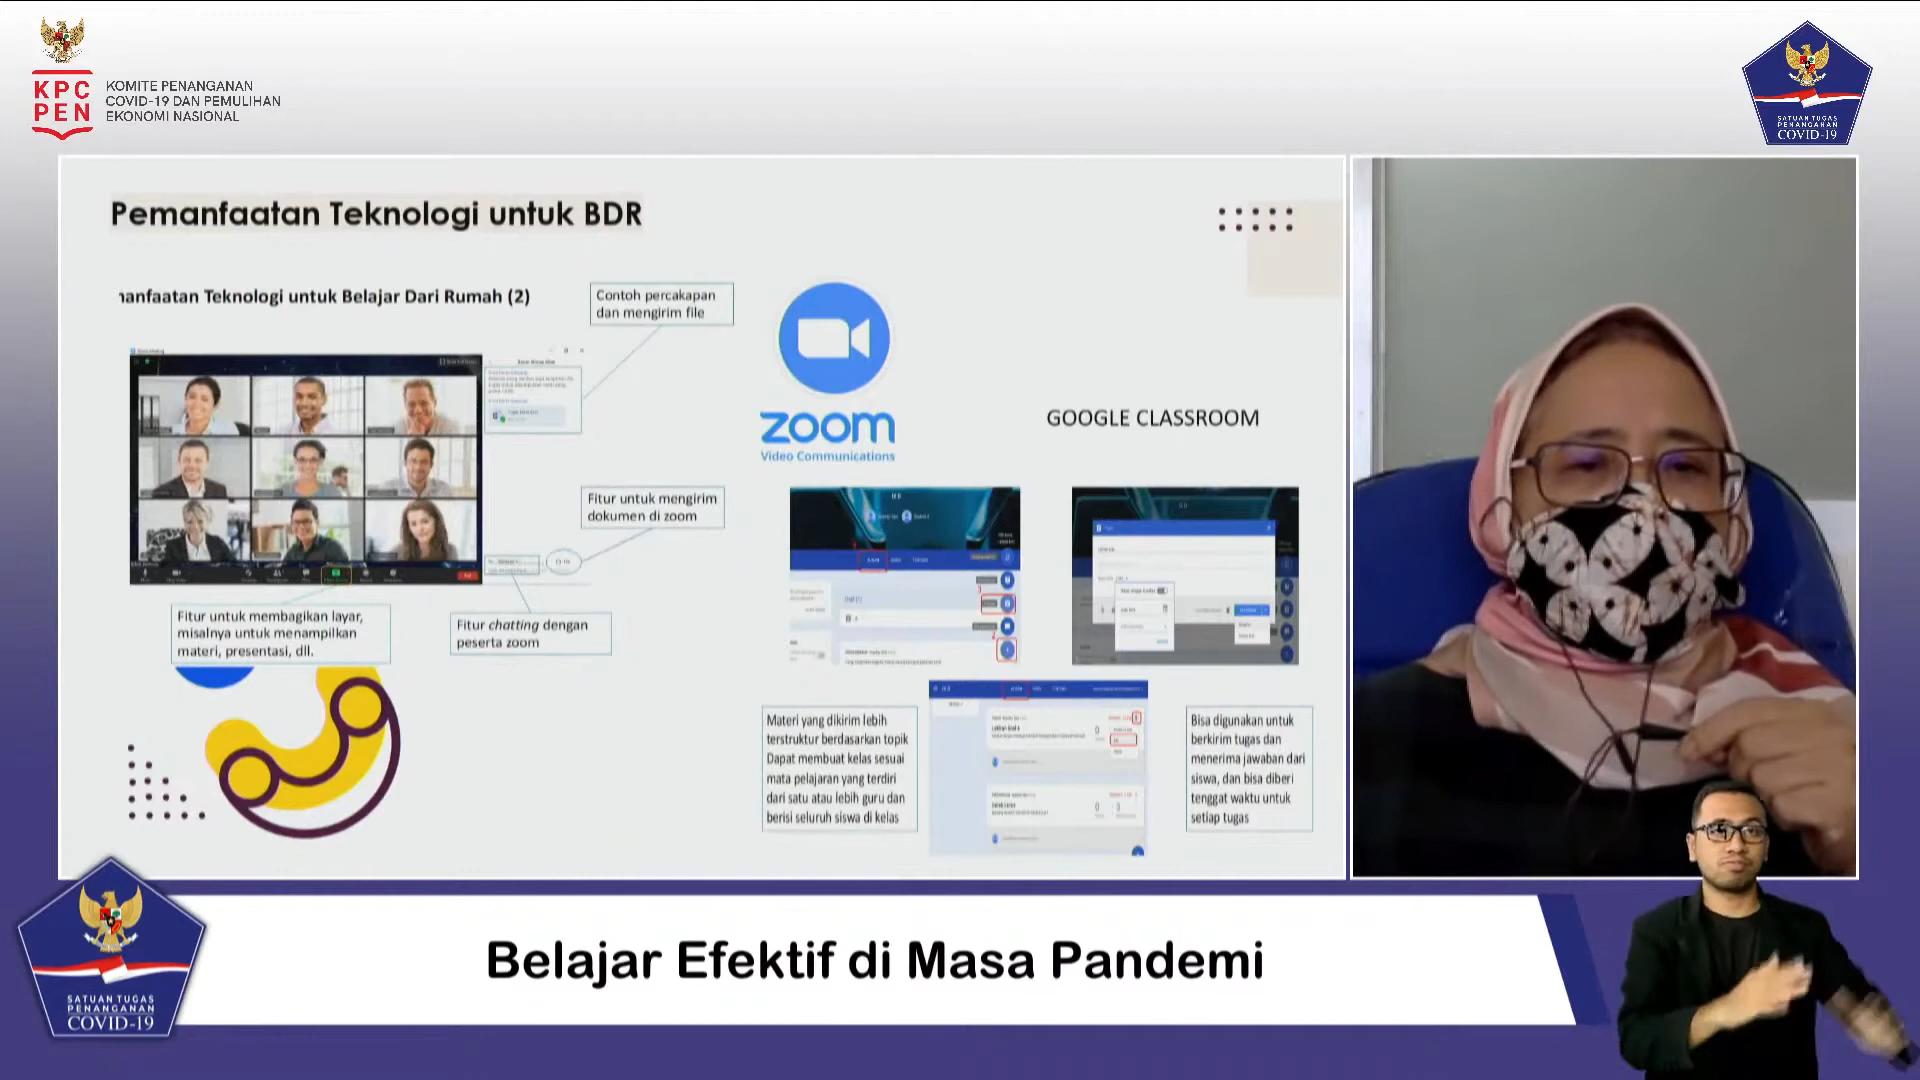 KPC
PEN
KOMITE PENANGANAN
COVID-19 DAN PEMULIHAN
EKONOMI NASIONAL
SATUAN TUGAS
PENANGANAN
COVID-19
Pemanfaatan Teknologi untuk BDR
anfaatan Teknologi untuk Belajar Dari Rumah (2)
Contoh percakapan
dan mengirim file
Fitur untuk mengirim
dokumen di zoom
Fitur untuk membagikan layar,
misalnya untuk menampilkan
materi, presentasi, dll.
Fitur chatting dengan
peserta zoom
zoom
Video Communications
GOOGLE CLASSROOM
Materi yang dikirim lebih
terstruktur berdasarkan topik
Dapat membuat kelas sesuai
mata pelajaran yang terdiri
dari satu atau lebih guru dan
berisi seluruh siswa di kelas
Bisa digunakan untuk
berkirim tugas dan
menerima jawaban dari
siswa, dan bisa diberi
tenggat waktu untuk
setiap tugas
SATUAN TUGAS
PENANGANAN
COVID-19
Belajar Efektif di Masa Pandemi